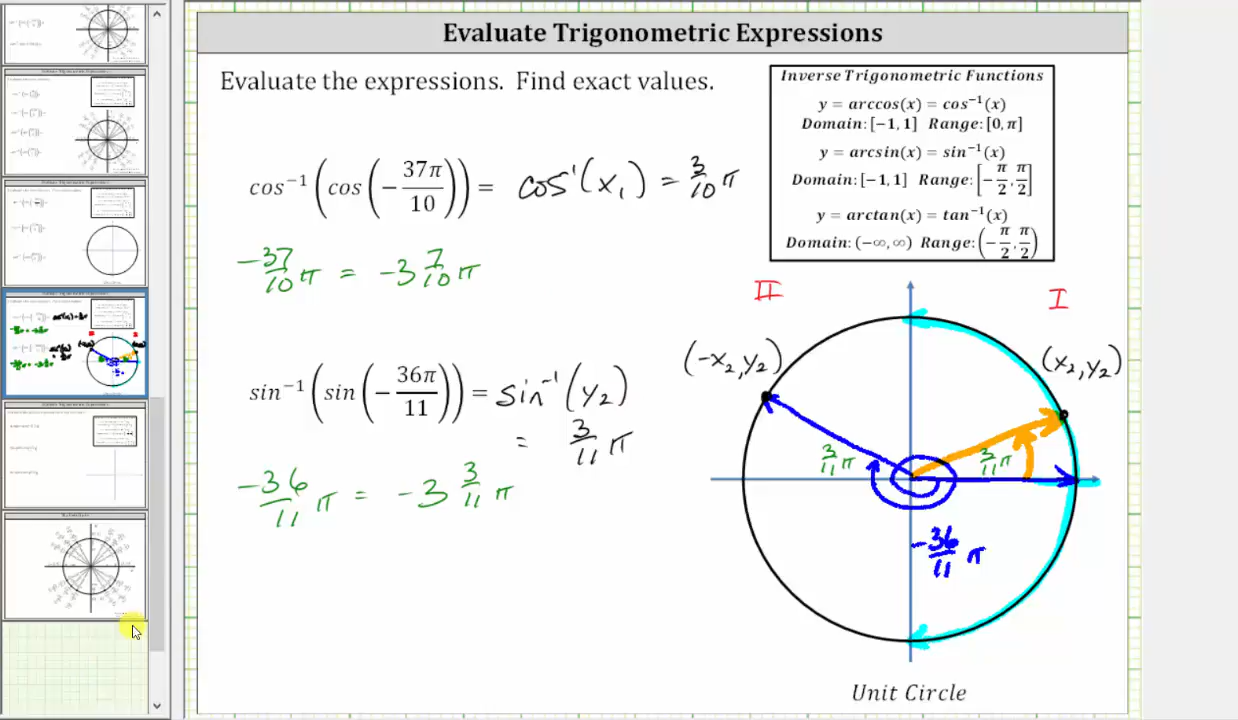 Evaluate Trigonometric Expressions
Evaluate the expressions. Find exact values.
Inverse Trigonometric Functions
y = arccos(x) = cos⁻¹(x)
Domain: [−1, 1] Range: [0, π]
y = arcsin(x) = sin⁻¹(x)
Domain: [−1, 1] Range: [−π/2, π/2]
y = arctan(x) = tan⁻¹(x)
Domain: (−∞, ∞) Range: (−π/2, π/2)
cos⁻¹(cos(−37π/10)) = cos⁻¹(x₁) = 3/10 π
−37/10 π = −3 7/10 π
sin⁻¹(sin(−36π/11)) = sin⁻¹(y₂)
= 3/11 π
−36/11 π = −3 3/11 π
II
I
(−x₂, y₂)
(x₂, y₂)
3/11 π
3/11 π
−36/11 π
Unit Circle